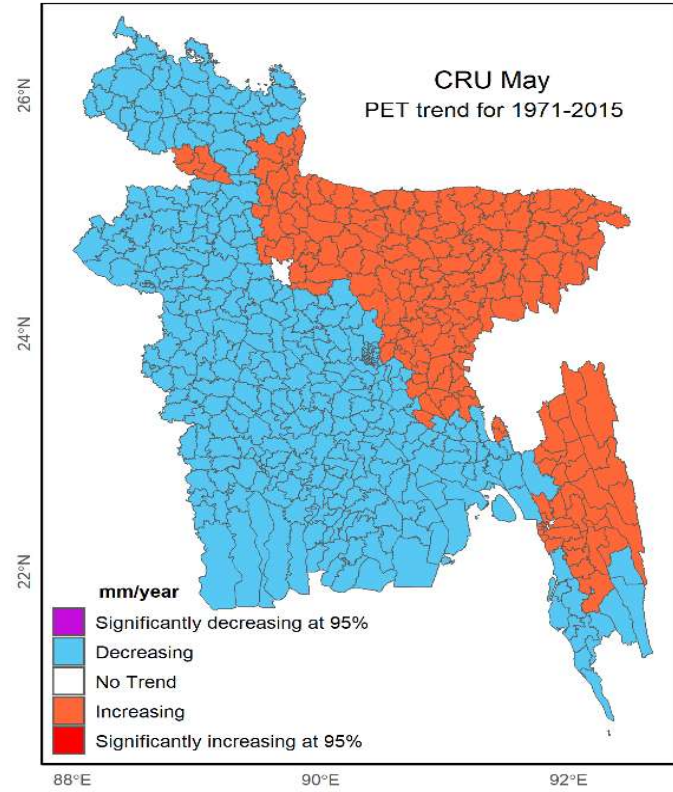 CRU May
PET trend for 1971-2015
26°N
24°N
22°N
mm/year
Significantly decreasing at 95%
Decreasing
No Trend
Increasing
Significantly increasing at 95%
88°E
90°E
92°E